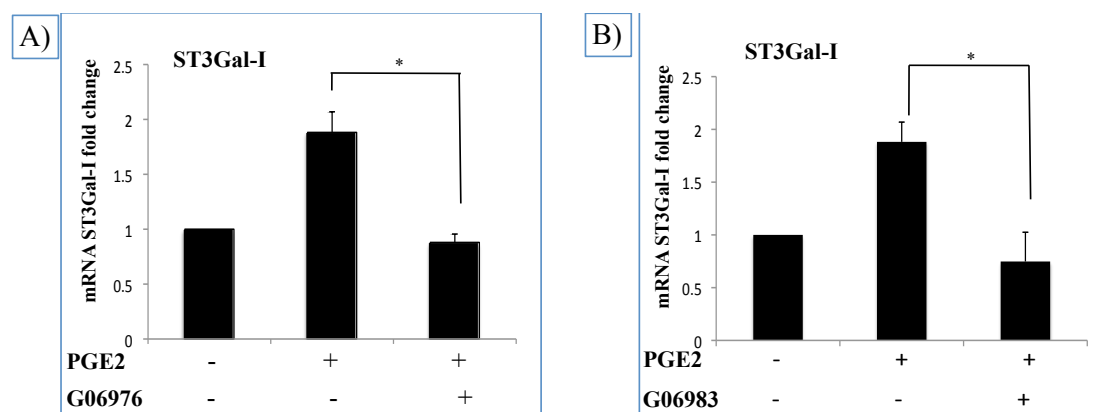 A)
ST3Gal-I
*
mRNA ST3Gal-I fold change
2.5
2
1.5
1
0.5
0
PGE2 - + +
G06976 - - +
B)
ST3Gal-I
*
mRNA ST3Gal-I fold change
2.5
2
1.5
1
0.5
0
PGE2 - + +
G06983 - - +